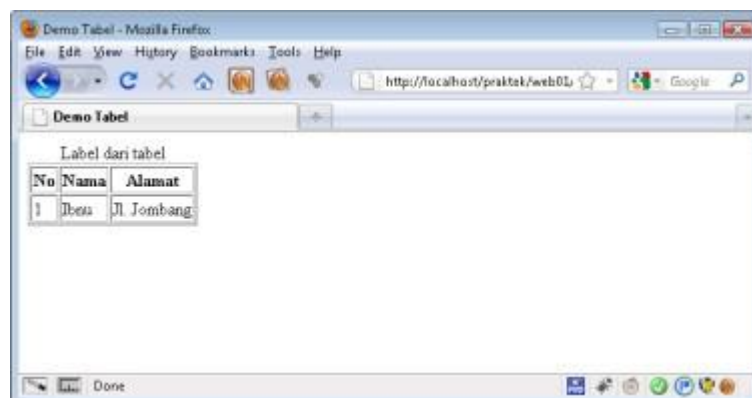 Demo Tabel - Mozilla Firefox
File Edit View History Bookmarks Tools Help
http://localhost/praktek/web01/ Google
Demo Tabel
Label dari tabel
No Nama Alamat
1 Ibnu Jl. Jombang
Done